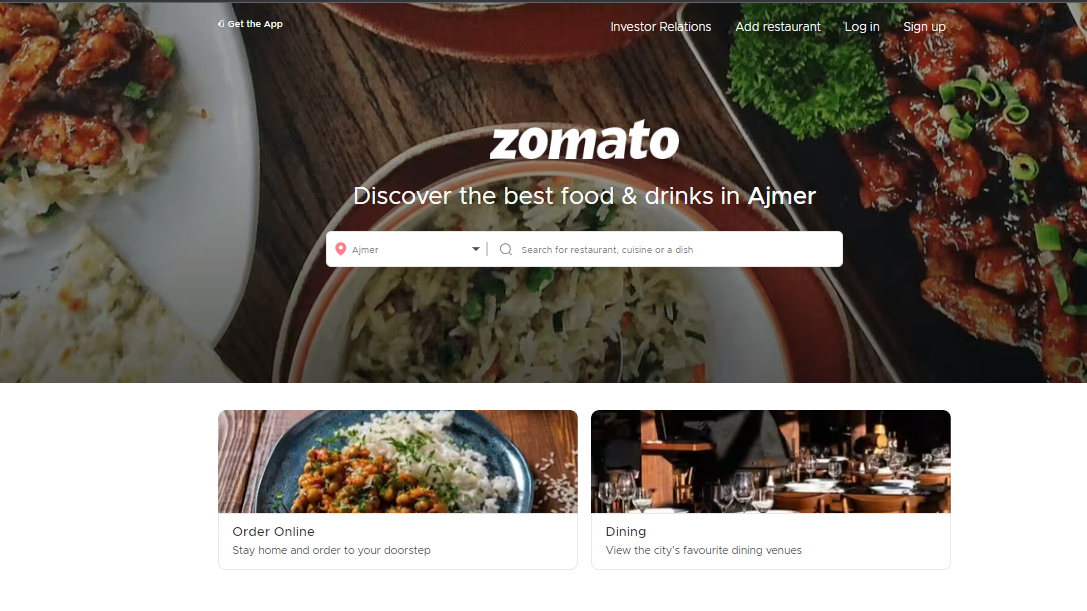 Get the App
Investor Relations
Add restaurant
Log in
Sign up
zomato
Discover the best food & drinks in Ajmer
Ajmer
Search for restaurant, cuisine or a dish
Order Online
Stay home and order to your doorstep
Dining
View the city's favourite dining venues